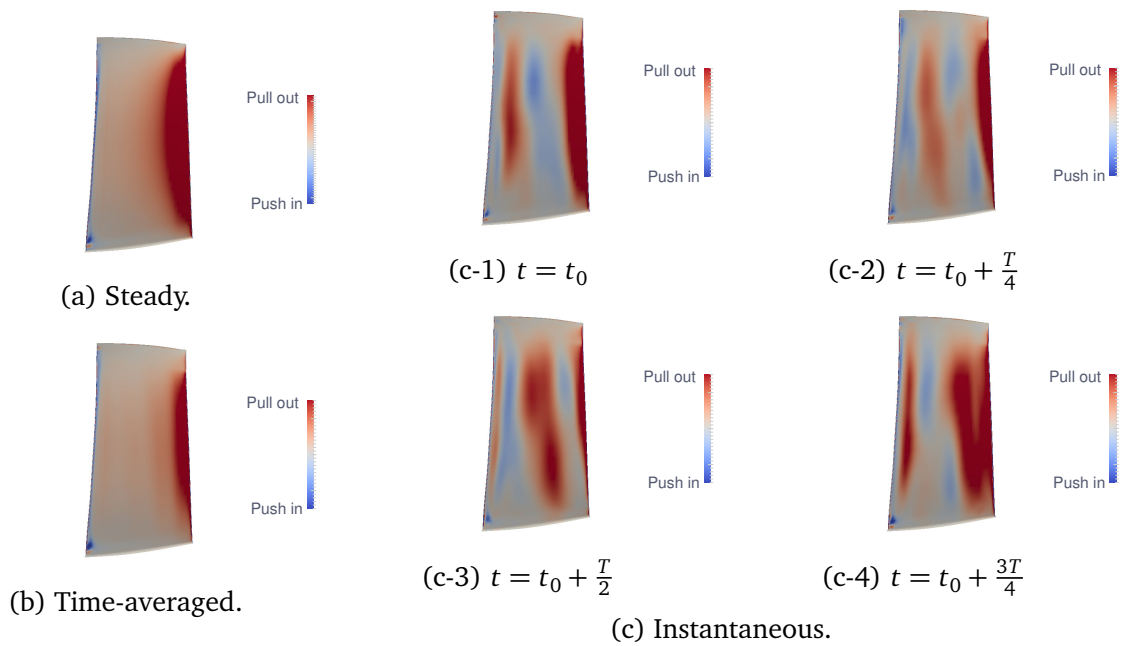 Pull out
Push in
(a) Steady.
Pull out
Push in
(b) Time-averaged.
Pull out
Push in
(c-1) t = t₀
Pull out
Push in
(c-2) t = t₀ + T/4
Pull out
Push in
(c-3) t = t₀ + T/2
Pull out
Push in
(c-4) t = t₀ + 3T/4
(c) Instantaneous.